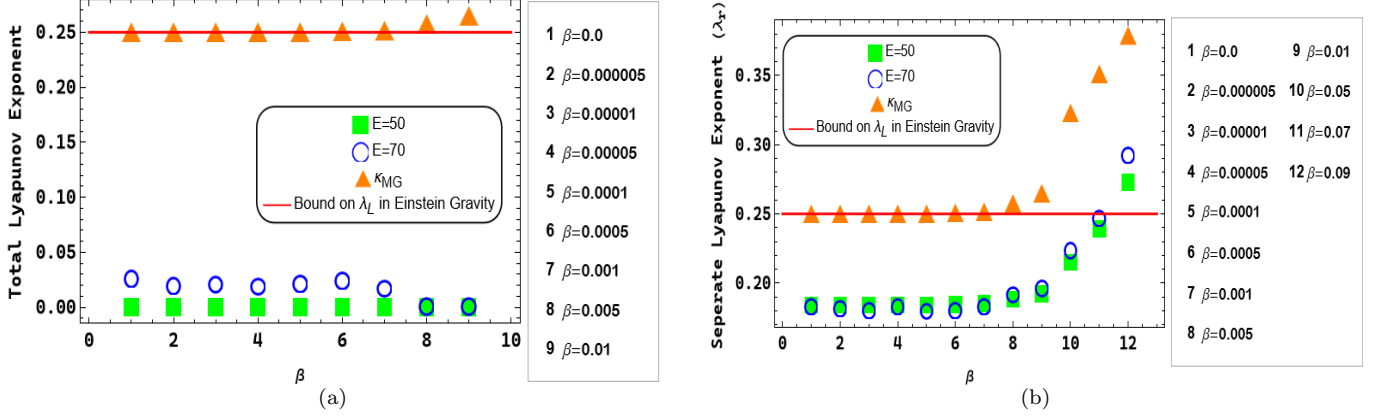 Total Lyapunov Exponent
0.25
0.20
0.15
0.10
0.05
0.00
E=50
E=70
κMG
Bound on λL in Einstein Gravity
0 2 4 6 8 10
β
1 β=0.0
2 β=0.000005
3 β=0.00001
4 β=0.00005
5 β=0.0001
6 β=0.0005
7 β=0.001
8 β=0.005
9 β=0.01
(a)
Seperate Lyapunov Exponent (λr)
0.35
0.30
0.25
0.20
E=50
E=70
κMG
Bound on λL in Einstein Gravity
0 2 4 6 8 10 12
β
1 β=0.0 9 β=0.01
2 β=0.000005 10 β=0.05
3 β=0.00001 11 β=0.07
4 β=0.00005 12 β=0.09
5 β=0.0001
6 β=0.0005
7 β=0.001
8 β=0.005
(b)